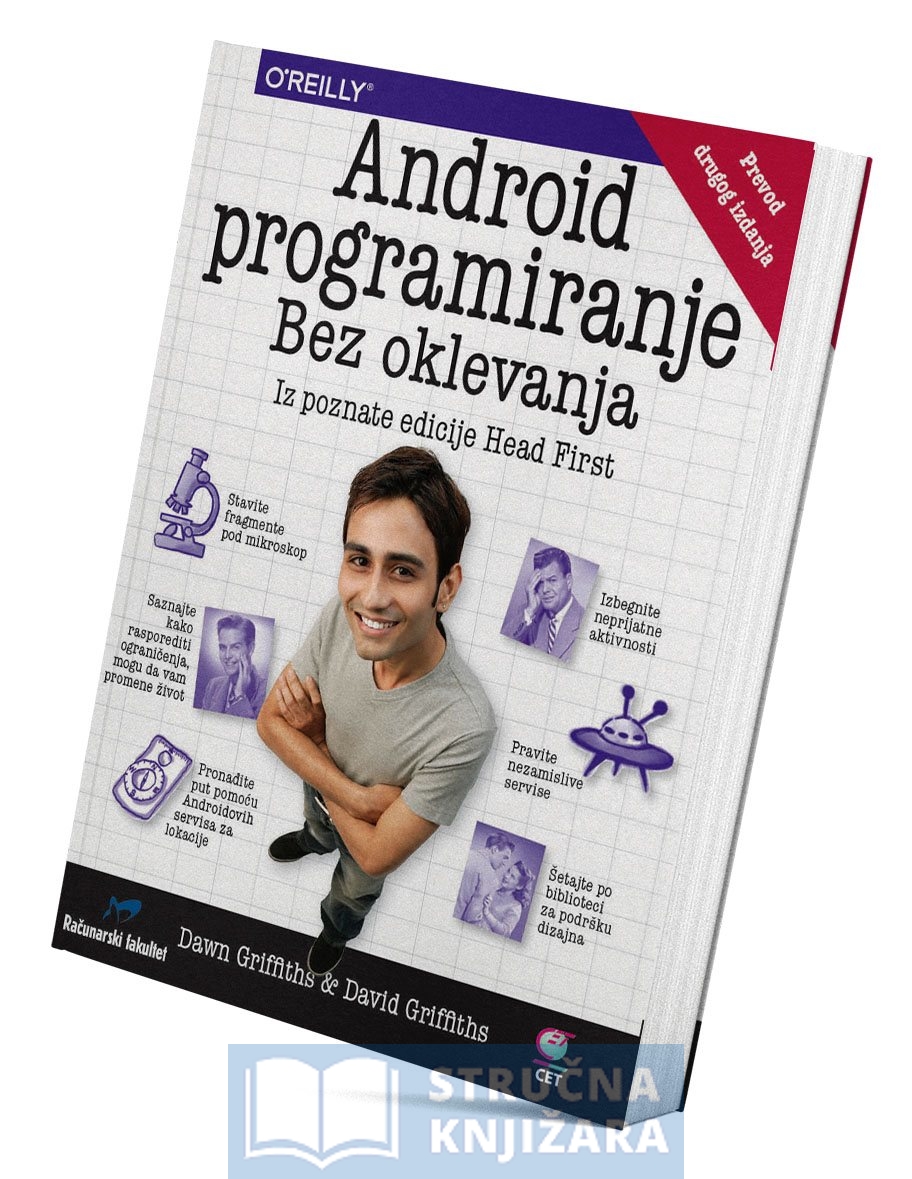 O'REILLY®
Prevod
drugog izdanja
Android
programiranje
Bez oklevanja
Iz poznate edicije Head First
Stavite
fragmente
pod mikroskop
Saznajte
kako
rasporediti
ograničenja,
mogu da vam
promene život
Pronađite
put pomoću
Androidovih
servisa za
lokacije
Izbegnite
neprijatne
aktivnosti
Pravite
nezamislive
servise
Šetajte po
biblioteci
za podršku
dizajna
Računarski fakultet
Dawn Griffiths & David Griffiths
CET
STRUČNA
KNJIŽARA